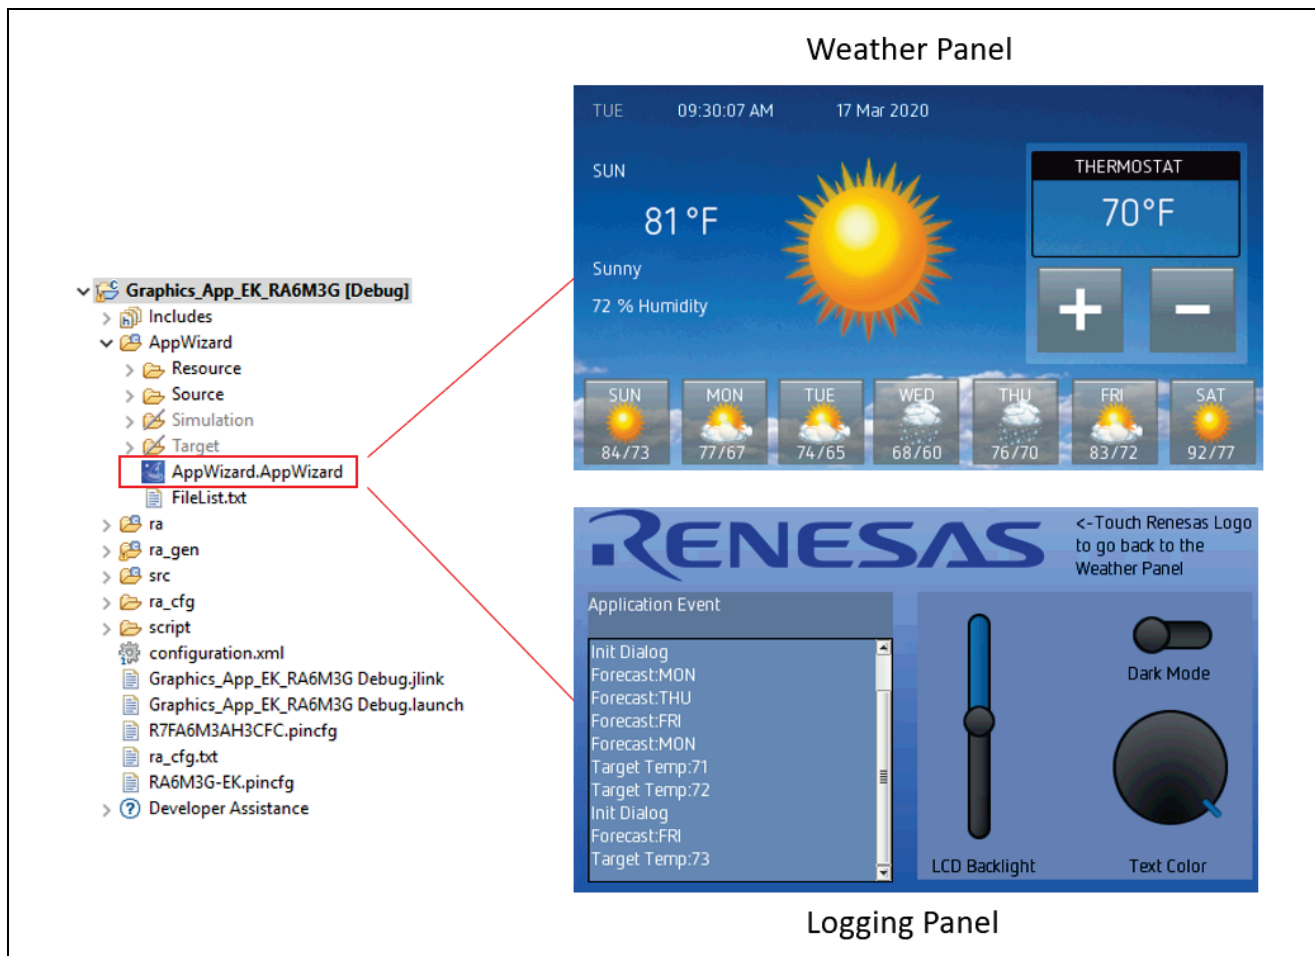 Weather Panel
TUE 09:30:07 AM 17 Mar 2020
SUN
81 °F
Sunny
72 % Humidity
THERMOSTAT
70°F
+ −
SUN MON TUE WED THU FRI SAT
84/73 77/67 74/65 68/60 76/70 83/72 92/77
Graphics_App_EK_RA6M3G [Debug]
Includes
AppWizard
Resource
Source
Simulation
Target
AppWizard.AppWizard
FileList.txt
ra
ra_gen
src
ra_cfg
script
configuration.xml
Graphics_App_EK_RA6M3G Debug.jlink
Graphics_App_EK_RA6M3G Debug.launch
R7FA6M3AH3CFC.pincfg
ra_cfg.txt
RA6M3G-EK.pincfg
Developer Assistance
RENESAS
<-Touch Renesas Logo
to go back to the
Weather Panel
Application Event
Init Dialog
Forecast:MON
Forecast:THU
Forecast:FRI
Forecast:MON
Target Temp:71
Target Temp:72
Init Dialog
Forecast:FRI
Target Temp:73
LCD Backlight
Dark Mode
Text Color
Logging Panel